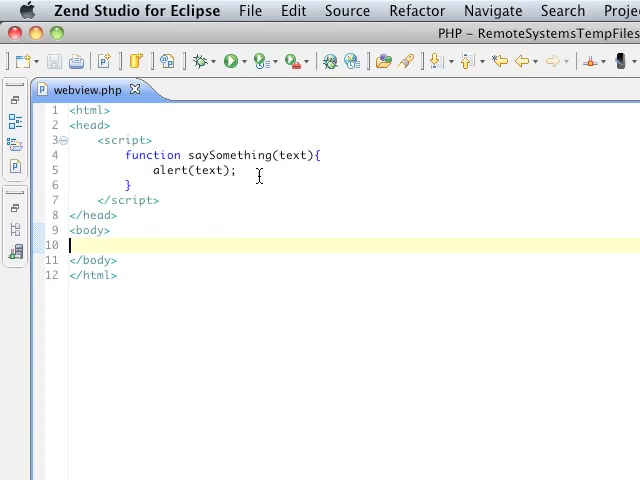 Zend Studio for Eclipse File Edit Source Refactor Navigate Search Proje
PHP - RemoteSystemsTempFiles
webview.php
1 <html>
2 <head>
3 <script>
4 function saySomething(text){
5 alert(text);
6 }
7 </script>
8 </head>
9 <body>
10
11 </body>
12 </html>